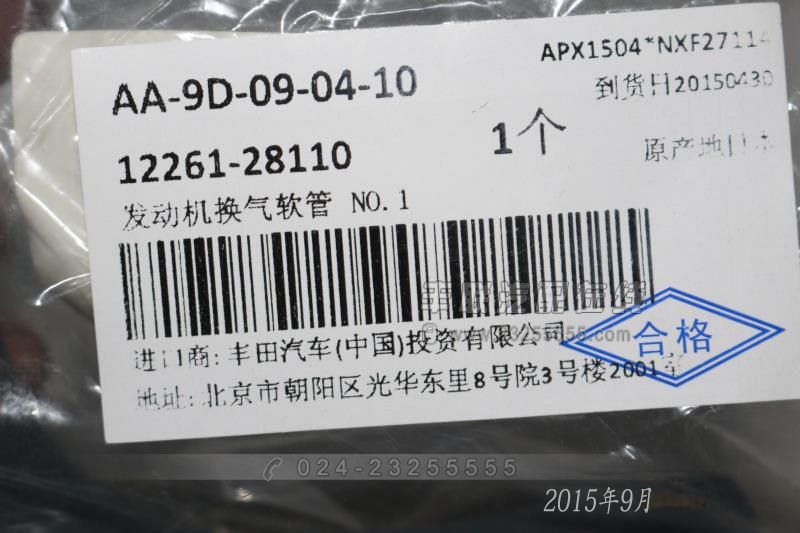 APX1504*NXF27114
AA-9D-09-04-10
到货日20150430
12261-28110
1个
原产地日本
发动机换气软管 NO.1
www.23255555.com
合格
进口商: 丰田汽车(中国)投资有限公司
地址: 北京市朝阳区光华东里8号院3号楼2001室
024-23255555
2015年9月